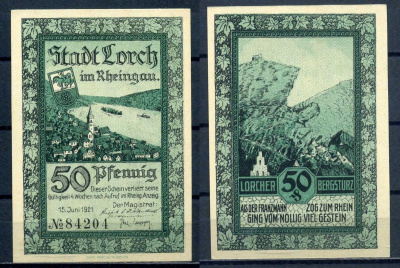 Stadt Lorch
im Rheingau.
50 Pfennig
Dieser Schein verliert seine
Gültigkeit 4 Wochen nach Aufruf im Rheing. Anzeig.
15. Juni 1921
Der Magistrat:
№ 84204
LORCHER 50 BERGSTURZ
ALS DER FRANZMANN ZOG ZUM RHEIN
GING VOM NOLLIG VIEL GESTEIN